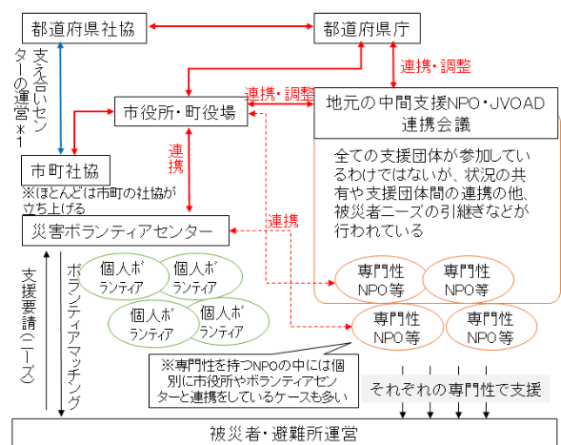 都道府県社協
都道府県庁
支え合いセン
ターの運営*1
連携・調整
連携・調整
市役所・町役場
地元の中間支援NPO・JVOAD
連携会議
連携
市町社協
※ほとんどは市町の社協が
立ち上げる
全ての支援団体が参加してい
るわけではないが、状況の共
有や支援団体間の連携の他、
被災者ニーズの引継ぎなどが
行われている
災害ボランティアセンター
連携
支援要請(ニーズ)
ボランティアマッチング
個人ボ
ランティア
個人ボ
ランティア
個人ボ
ランティア
個人ボ
ランティア
専門性
NPO等
専門性
NPO等
専門性
NPO等
専門性
NPO等
※専門性を持つNPOの中には個
別に市役所やボランティアセン
ターと連携をしているケースも多い
それぞれの専門性で支援
被災者・避難所運営